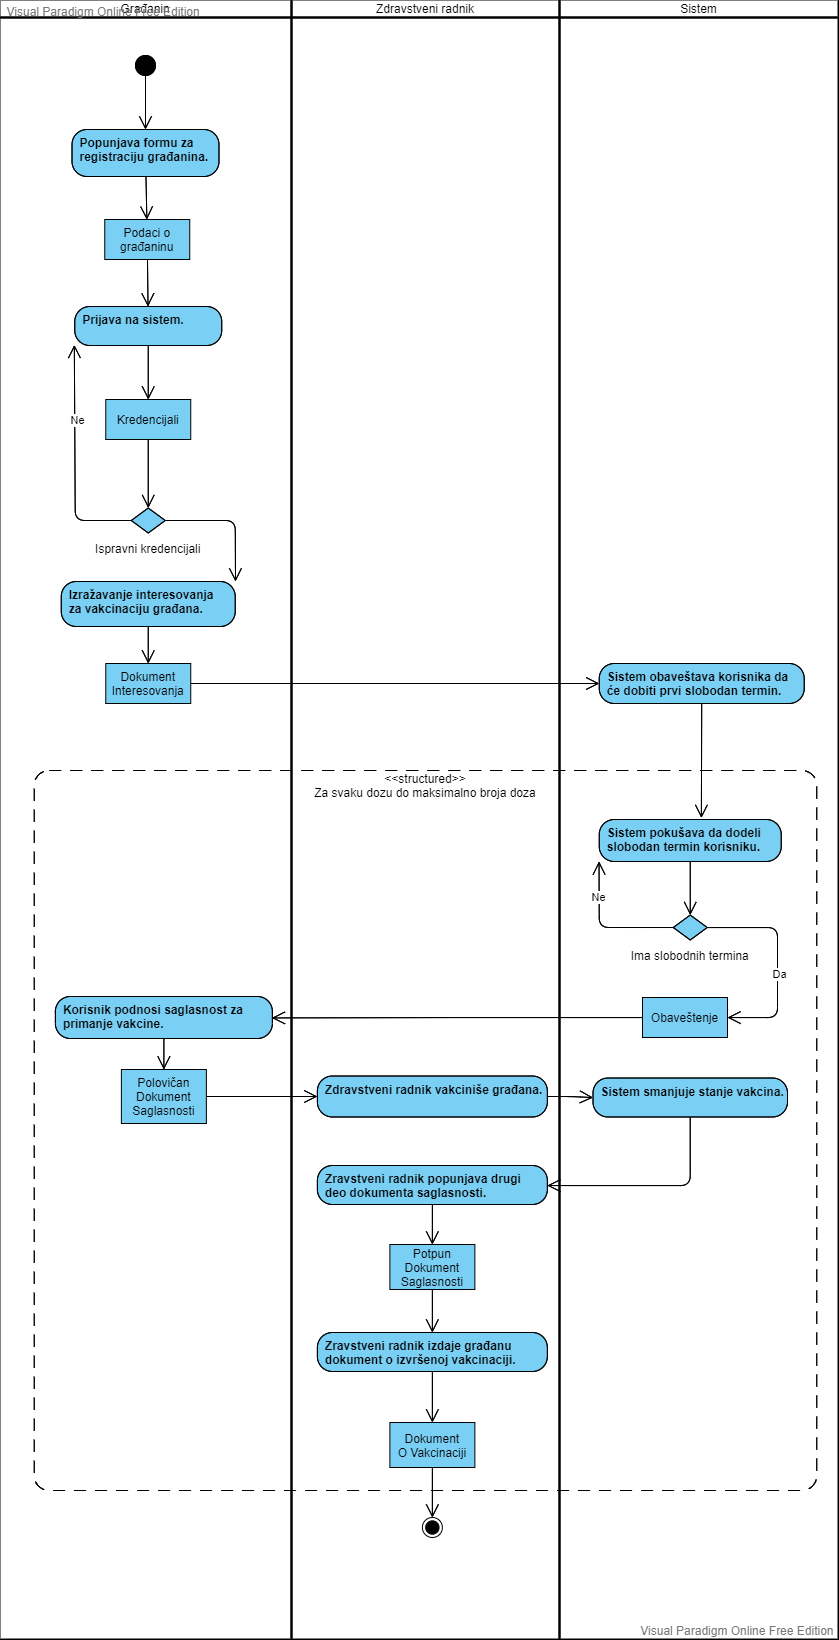 Građanin
Visual Paradigm Online Free Edition
Zdravstveni radnik
Sistem
Popunjava formu za
registraciju građanina.
Podaci o
građaninu
Prijava na sistem.
Ne
Kredencijali
Ispravni kredencijali
Izražavanje interesovanja
za vakcinaciju građana.
Dokument
Interesovanja
Sistem obaveštava korisnika da
će dobiti prvi slobodan termin.
<<structured>>
Za svaku dozu do maksimalno broja doza
Sistem pokušava da dodeli
slobodan termin korisniku.
Ne
Ima slobodnih termina
Da
Obaveštenje
Korisnik podnosi saglasnost za
primanje vakcine.
Polovičan
Dokument
Saglasnosti
Zdravstveni radnik vakciniše građana.
Sistem smanjuje stanje vakcina.
Zravstveni radnik popunjava drugi
deo dokumenta saglasnosti.
Potpun
Dokument
Saglasnosti
Zravstveni radnik izdaje građanu
dokument o izvršenoj vakcinaciji.
Dokument
O Vakcinaciji
Visual Paradigm Online Free Edition